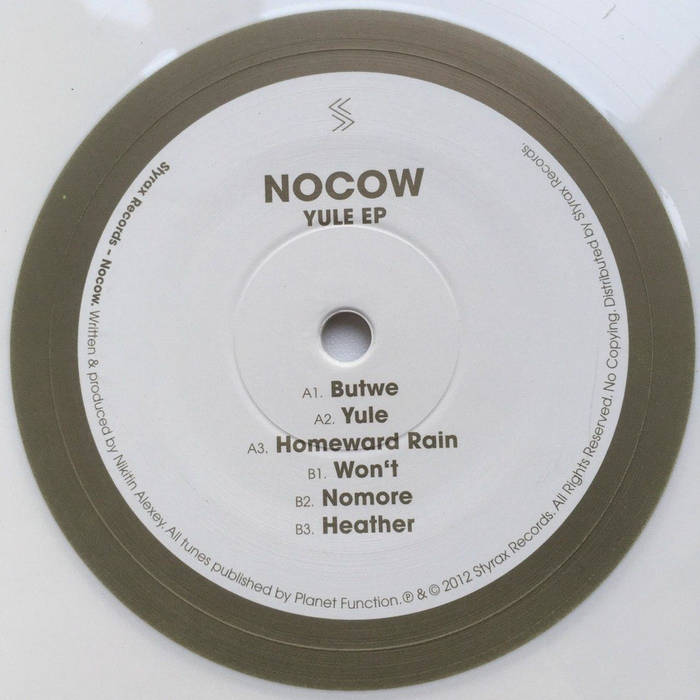 NOCOW
YULE EP
A1. Butwe
A2. Yule
A3. Homeward Rain
B1. Won‘t
B2. Nomore
B3. Heather
Styrax Records - Nocow. Written & produced by Nikitin Alexey. All tunes published by Planet Function. ℗ & © 2012 Styrax Records. All Rights Reserved. No Copying. Distributed by Styrax Records.